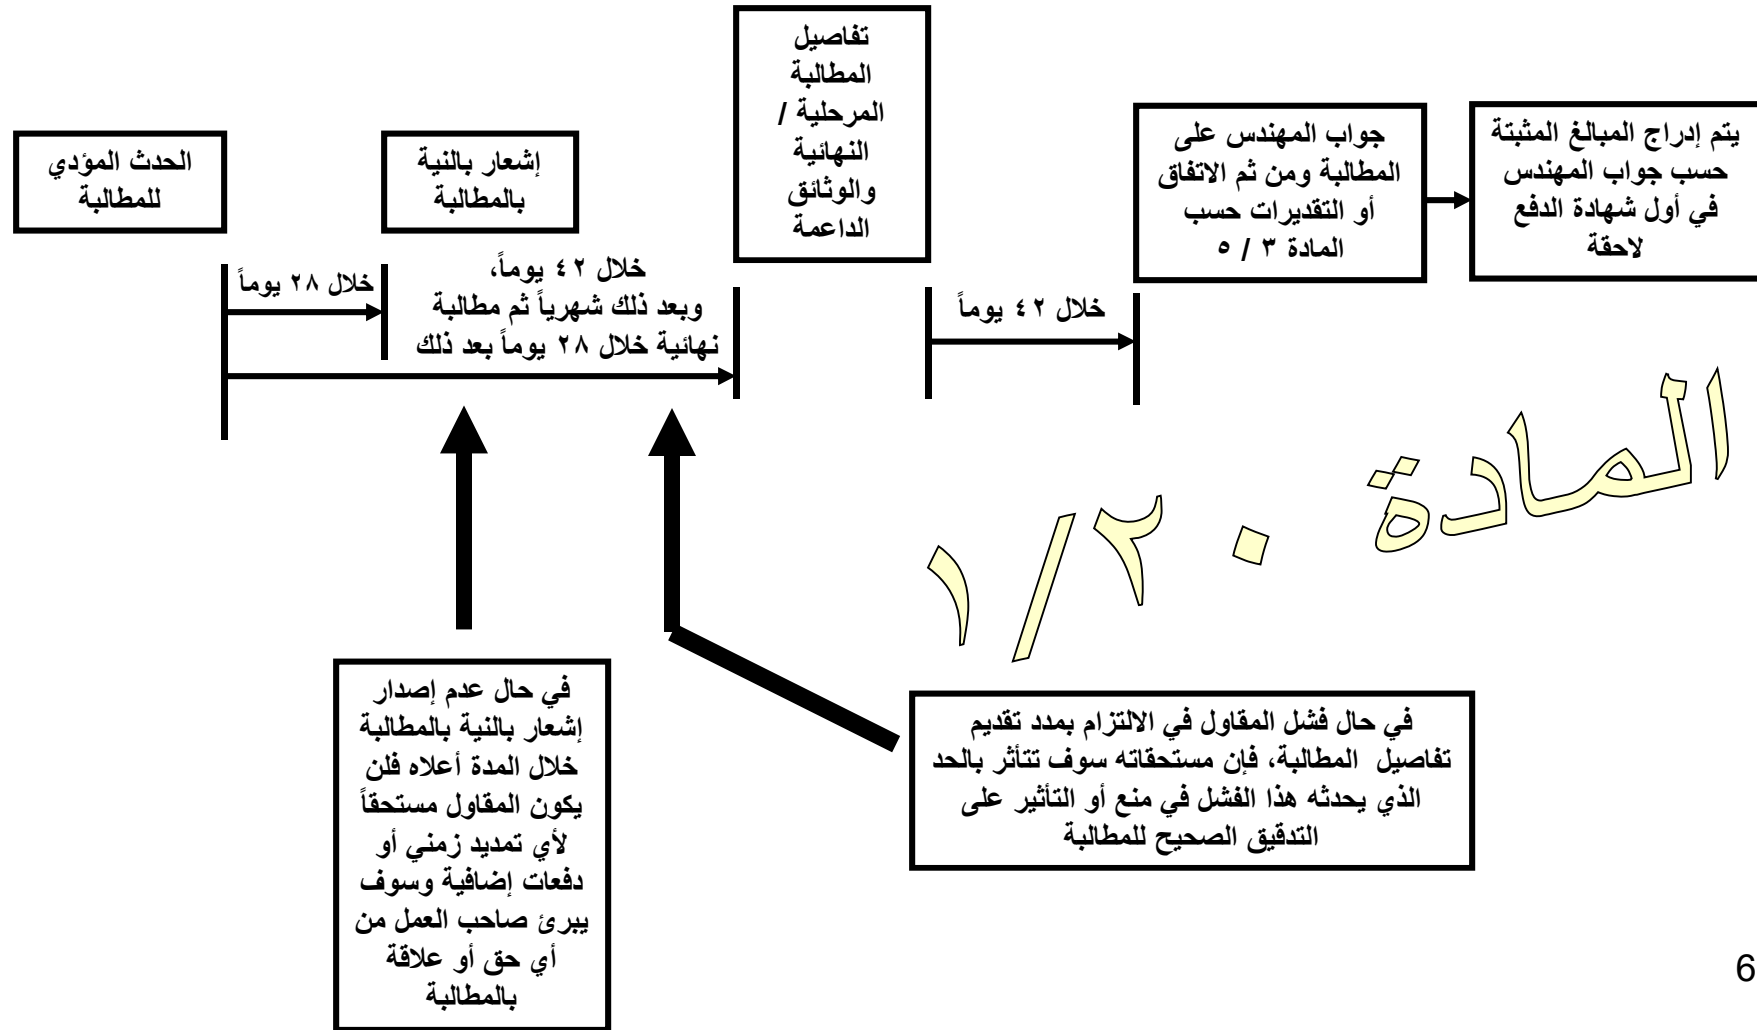 الحدث المؤدي
للمطالبة
خلال ٢٨ يوماً
إشعار بالنية
بالمطالبة
خلال ٤٢ يوماً،
وبعد ذلك شهرياً ثم مطالبة
نهائية خلال ٢٨ يوماً بعد ذلك
تفاصيل
المطالبة
المرحلية /
النهائية
والوثائق
الداعمة
خلال ٤٢ يوماً
جواب المهندس على
المطالبة ومن ثم الاتفاق
أو التقديرات حسب
المادة ٣ / ٥
يتم إدراج المبالغ المثبتة
حسب جواب المهندس
في أول شهادة الدفع
لاحقة
المادة ٢٠/١
في حال عدم إصدار
إشعار بالنية بالمطالبة
خلال المدة أعلاه فلن
يكون المقاول مستحقاً
لأي تمديد زمني أو
دفعات إضافية وسوف
يبرئ صاحب العمل من
أي حق أو علاقة
بالمطالبة
في حال فشل المقاول في الالتزام بمدد تقديم
تفاصيل المطالبة، فإن مستحقاته سوف تتأثر بالحد
الذي يحدثه هذا الفشل في منع أو التأثير على
التدقيق الصحيح للمطالبة
6